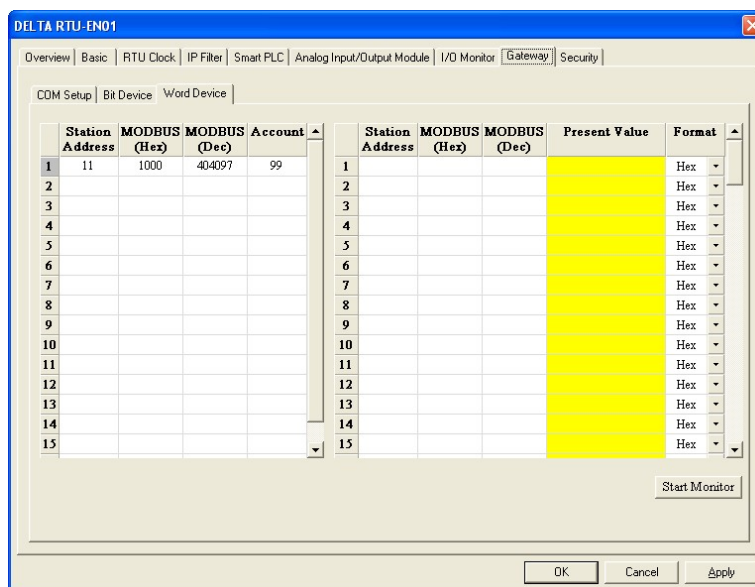 DELTA RTU-EN01
Overview Basic RTU Clock IP Filter Smart PLC Analog Input/Output Module I/O Monitor Gateway Security
COM Setup Bit Device Word Device
Station Address MODBUS (Hex) MODBUS (Dec) Account
1 11 1000 404097 99
2
3
4
5
6
7
8
9
10
11
12
13
14
15
Station Address MODBUS (Hex) MODBUS (Dec) Present Value Format
1 Hex
2 Hex
3 Hex
4 Hex
5 Hex
6 Hex
7 Hex
8 Hex
9 Hex
10 Hex
11 Hex
12 Hex
13 Hex
14 Hex
15 Hex
Start Monitor
OK Cancel Apply